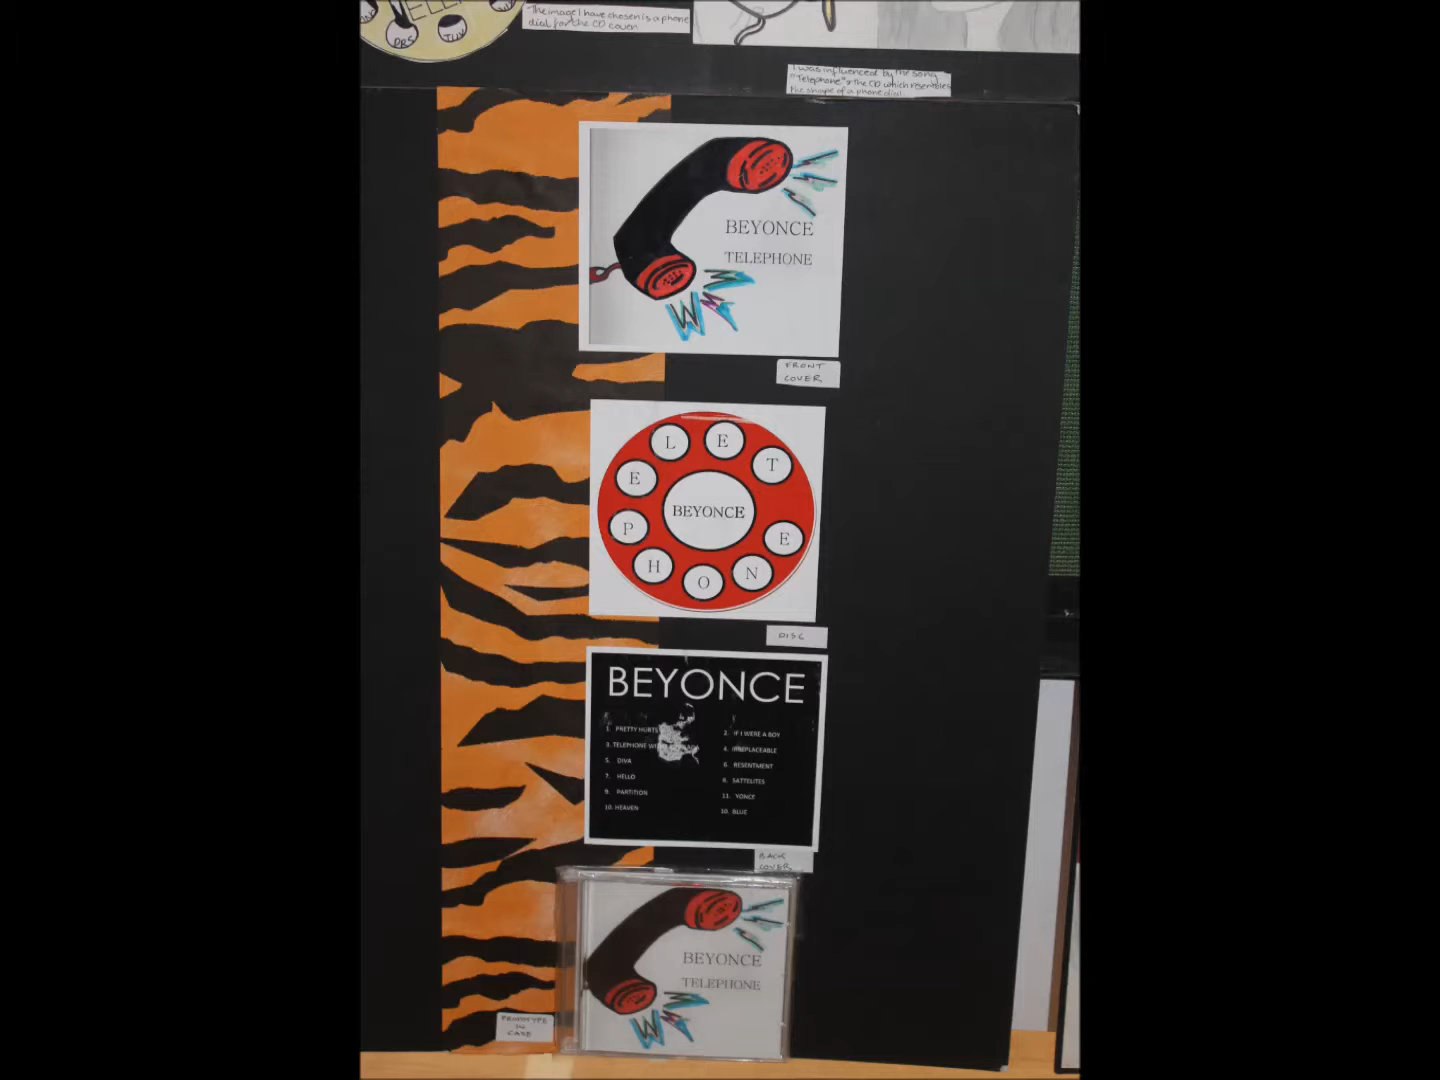 The image I have chosen is a phone
dial for the CD cover
I was influenced by the song
"Telephone" & the CD which resembles
the shape of a phone dial.
BEYONCE
TELEPHONE
FRONT
COVER
T E L E P H O N E
BEYONCE
DISC
BEYONCE
1. PRETTY HURTS
2. IF I WERE A BOY
3. TELEPHONE
4. IRREPLACEABLE
5. DIVA
6. RESENTMENT
7. HELLO
8. SATTELITES
9. PARTITION
11. YONCE
10. HEAVEN
10. BLUE
BACK
COVER
BEYONCE
TELEPHONE
PROTOTYPE
IN
CASE